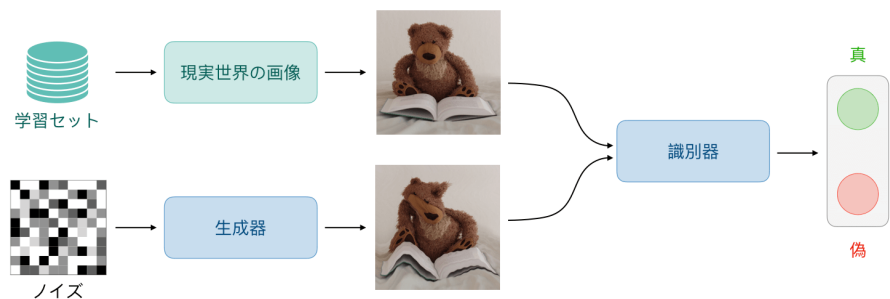 学習セット
現実世界の画像
ノイズ
生成器
識別器
真
偽